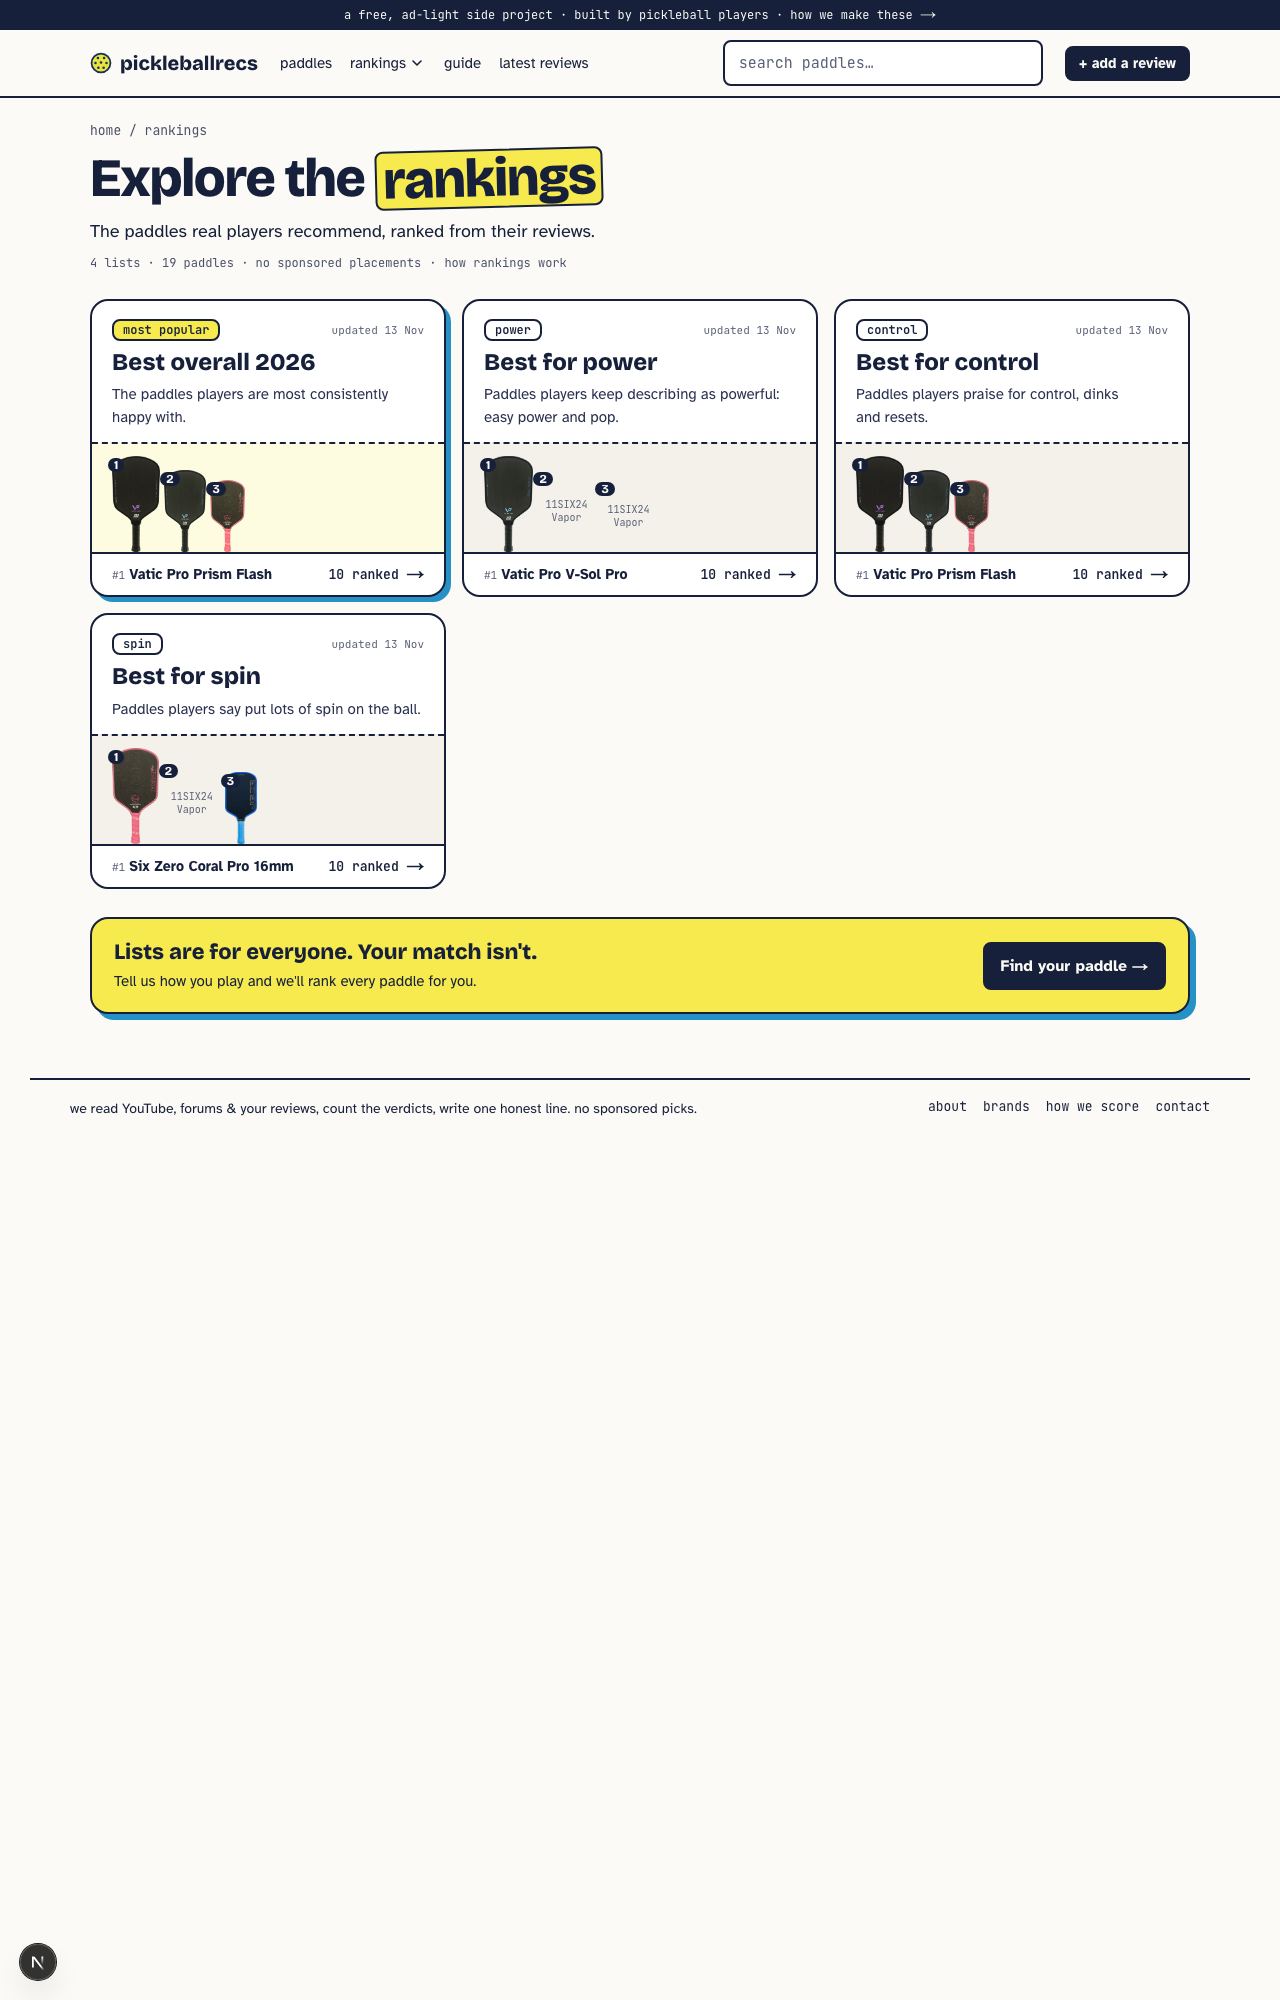 a free, ad-light side project · built by pickleball players · how we make these →
pickleballrecs
paddles
rankings
guide
latest reviews
search paddles…
+ add a review
home / rankings
Explore the rankings
The paddles real players recommend, ranked from their reviews.
4 lists · 19 paddles · no sponsored placements · how rankings work
most popular
updated 13 Nov
Best overall 2026
The paddles players are most consistently
happy with.
1
2
3
#1 Vatic Pro Prism Flash
10 ranked →
power
updated 13 Nov
Best for power
Paddles players keep describing as powerful:
easy power and pop.
1
2
3
11SIX24
Vapor
11SIX24
Vapor
#1 Vatic Pro V-Sol Pro
10 ranked →
control
updated 13 Nov
Best for control
Paddles players praise for control, dinks
and resets.
1
2
3
#1 Vatic Pro Prism Flash
10 ranked →
spin
updated 13 Nov
Best for spin
Paddles players say put lots of spin on the ball.
1
2
3
11SIX24
Vapor
#1 Six Zero Coral Pro 16mm
10 ranked →
Lists are for everyone. Your match isn't.
Tell us how you play and we'll rank every paddle for you.
Find your paddle →
we read YouTube, forums & your reviews, count the verdicts, write one honest line. no sponsored picks.
about
brands
how we score
contact
N